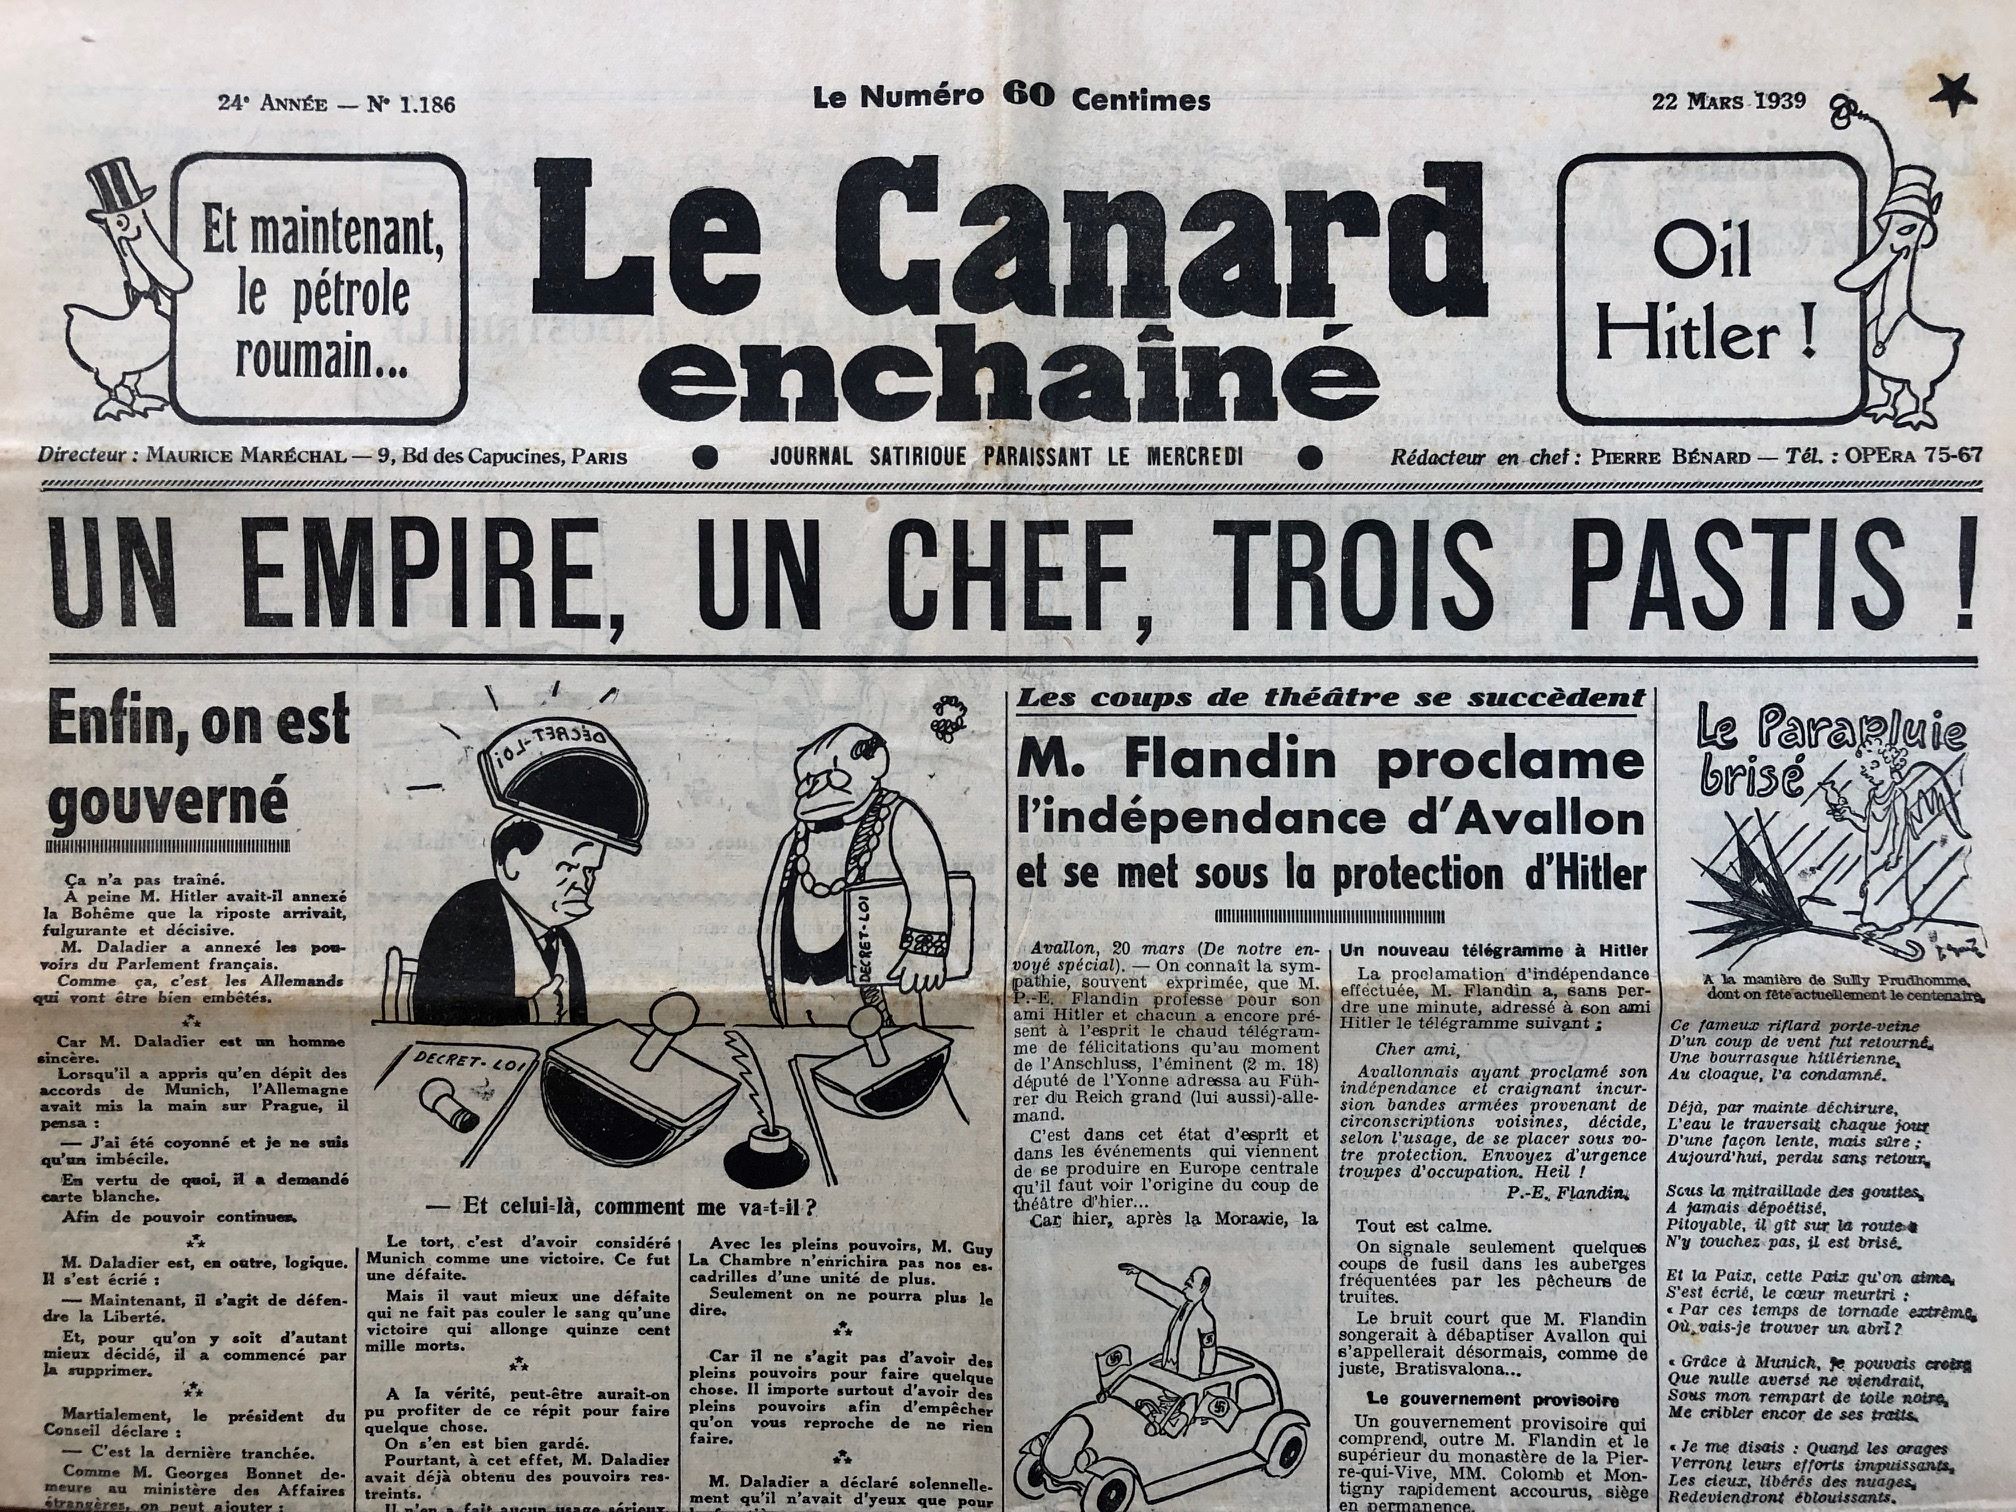 24e ANNÉE — No 1.186
Le Numéro 60 Centimes
22 MARS 1939
Et maintenant,
le pétrole
roumain...
Le Canard
enchaîné
Oil
Hitler !
Directeur : MAURICE MARÉCHAL — 9, Bd des Capucines, PARIS
● JOURNAL SATIRIQUE PARAISSANT LE MERCREDI ●
Rédacteur en chef : PIERRE BÉNARD — Tél. : OPÉra 75-67
UN EMPIRE, UN CHEF, TROIS PASTIS !
Enfin, on est
gouverné
Ça n'a pas traîné.
A peine M. Hitler avait-il annexé
la Bohême que la riposte arrivait,
fulgurante et décisive.
M. Daladier a annexé les pou-
voirs du Parlement français.
Comme ça, c'est les Allemands
qui vont être bien embêtés.
Car M. Daladier est un homme
sincère.
Lorsqu'il a appris qu'en dépit des
accords de Munich, l'Allemagne
avait mis la main sur Prague, il
pensa :
— J'ai été coyonné et je ne suis
qu'un imbécile.
En vertu de quoi, il a demandé
carte blanche.
Afin de pouvoir continuer.
M. Daladier est, en outre, logique.
Il s'est écrié :
— Maintenant, il s'agit de défen-
dre la Liberté.
Et, pour qu'on y soit d'autant
mieux décidé, il a commencé par
la supprimer.
Martialement, le président du
Conseil déclare :
— C'est la dernière tranchée.
Comme M. Georges Bonnet de-
meure au ministère des Affaires
étrangères, on peut ajouter :
DÉCRET-LOI
DECRET-LOI
DECRET-LOI
— Et celui-là, comment me va-t-il ?
Le tort, c'est d'avoir considéré
Munich comme une victoire. Ce fut
une défaite.
Mais il vaut mieux une défaite
qui ne fait pas couler le sang qu'une
victoire qui allonge quinze cent
mille morts.
A la vérité, peut-être aurait-on
pu profiter de ce répit pour faire
quelque chose.
On s'en est bien gardé.
Pourtant, à cet effet, M. Daladier
avait déjà obtenu des pouvoirs res-
treints.
Il n'en a fait aucun usage sérieux.
Avec les pleins pouvoirs, M. Guy
La Chambre n'enrichira pas nos es-
cadrilles d'une unité de plus.
Seulement on ne pourra plus le
dire.
Car il ne s'agit pas d'avoir des
pleins pouvoirs pour faire quelque
chose. Il importe surtout d'avoir des
pleins pouvoirs afin d'empêcher
qu'on vous reproche de ne rien
faire.
M. Daladier a déclaré solennelle-
ment qu'il n'avait d'yeux que pour
Les coups de théâtre se succèdent
M. Flandin proclame
l'indépendance d'Avallon
et se met sous la protection d'Hitler
Avallon, 20 mars (De notre en-
voyé spécial). — On connaît la sym-
pathie, souvent exprimée, que M.
P.-E. Flandin professe pour son
ami Hitler et chacun a encore pré-
sent à l'esprit le chaud télégram-
me de félicitations qu'au moment
de l'Anschluss, l'éminent (2 m. 18)
député de l'Yonne adressa au Füh-
rer du Reich grand (lui aussi)-alle-
mand.
C'est dans cet état d'esprit et
dans les événements qui viennent
de se produire en Europe centrale
qu'il faut voir l'origine du coup de
théâtre d'hier...
Car hier, après la Moravie, la
Un nouveau télégramme à Hitler
La proclamation d'indépendance
effectuée, M. Flandin a, sans per-
dre une minute, adressé à son ami
Hitler le télégramme suivant :
Cher ami,
Avallonnais ayant proclamé son
indépendance et craignant incur-
sion bandes armées provenant de
circonscriptions voisines, décide,
selon l'usage, de se placer sous vo-
tre protection. Envoyez d'urgence
troupes d'occupation. Heil !
P.-E. Flandin.
Tout est calme.
On signale seulement quelques
coups de fusil dans les auberges
fréquentées par les pêcheurs de
truites.
Le bruit court que M. Flandin
songerait à débaptiser Avallon qui
s'appellerait désormais, comme de
juste, Bratisvalona...
Le gouvernement provisoire
Un gouvernement provisoire qui
comprend, outre M. Flandin et le
supérieur du monastère de la Pier-
re-qui-Vive, MM. Colomb et Mon-
tigny rapidement accourus, siège
en permanence.
Le Parapluie
brisé
A la manière de Sully Prudhomme,
dont on fête actuellement le centenaire.
Ce fameux riflard porte-veine
D'un coup de vent fut retourné.
Une bourrasque hitlérienne,
Au cloaque, l'a condamné.
Déjà, par mainte déchirure,
L'eau le traversait chaque jour
D'une façon lente, mais sûre ;
Aujourd'hui, perdu sans retour,
Sous la mitraillade des gouttes,
A jamais dépoétisé,
Pitoyable, il gît sur la route :
N'y touchez pas, il est brisé.
Et la Paix, cette Paix qu'on aime,
S'est écrié, le cœur meurtri :
« Par ces temps de tornade extrême,
Où vais-je trouver un abri ?
« Grâce à Munich, je pouvais croire
Que nulle averse ne viendrait,
Sous mon rempart de toile noire,
Me cribler encor de ses traits.
« Je me disais : Quand les orages
Verront leurs efforts impuissants,
Les cieux, libérés des nuages,
Redeviendront éblouissants.